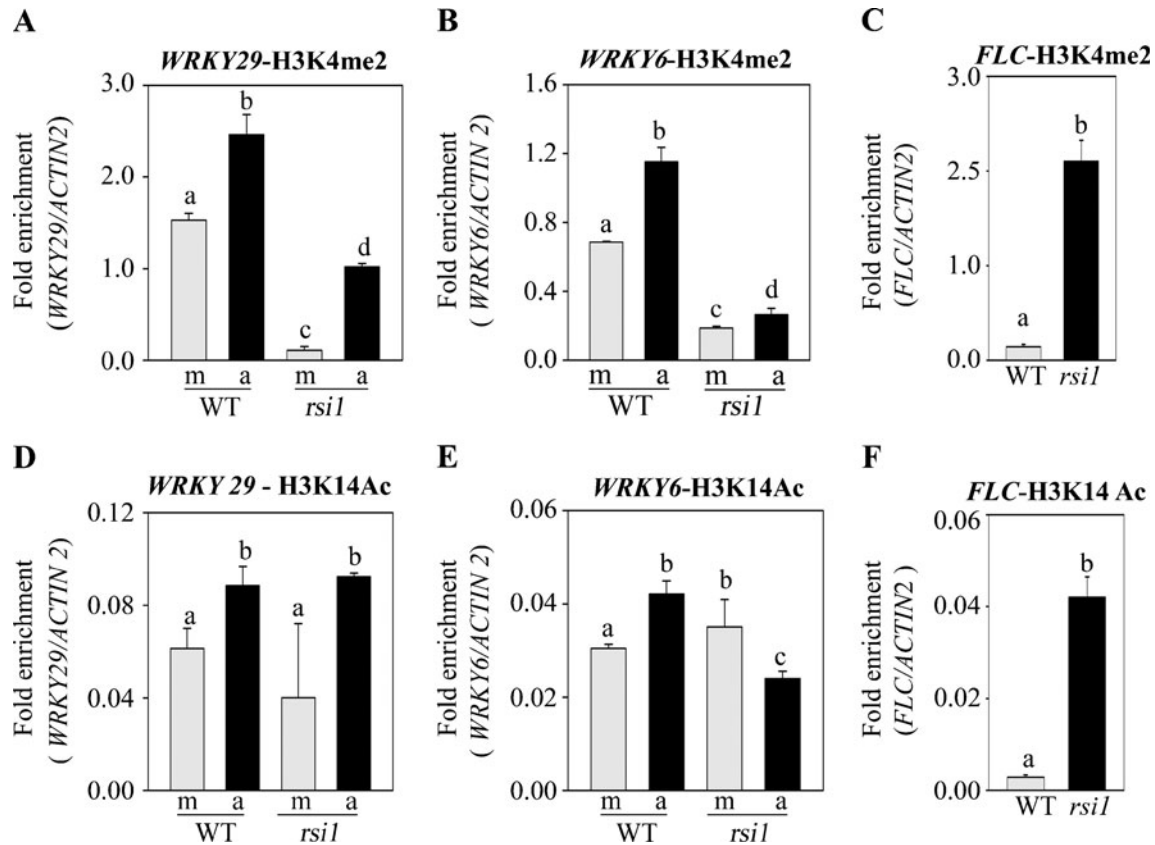 A
WRKY29-H3K4me2
Fold enrichment
(WRKY29/ACTIN2)
3.0
2.0
1.0
0.0
a
b
c
d
m a m a
WT rsi1
B
WRKY6-H3K4me2
Fold enrichment
( WRKY6/ACTIN 2)
1.6
1.2
0.8
0.4
0.0
a
b
c
d
m a m a
WT rsi1
C
FLC-H3K4me2
Fold enrichment
(FLC/ACTIN2)
3.0
2.5
1.0
0.0
a
b
WT rsi1
D
WRKY 29 - H3K14Ac
Fold enrichment
( WRKY29/ACTIN 2)
0.12
0.08
0.04
0.00
a
b
a
b
m a m a
WT rsi1
E
WRKY6-H3K14Ac
Fold enrichment
( WRKY6/ACTIN 2)
0.06
0.04
0.02
0.00
a
b
b
c
m a m a
WT rsi1
F
FLC-H3K14 Ac
Fold enrichment
(FLC/ACTIN2 )
0.06
0.04
0.02
0.00
a
b
WT rsi1